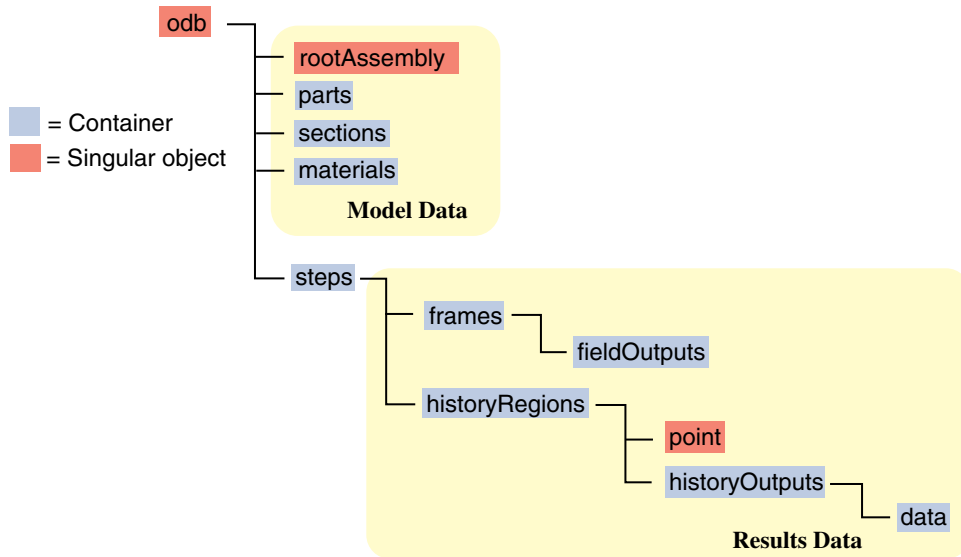 odb
rootAssembly
parts
sections
materials
= Container
= Singular object
Model Data
steps
frames
fieldOutputs
historyRegions
point
historyOutputs
data
Results Data